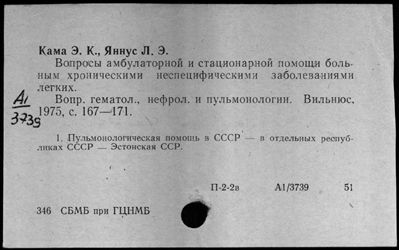 Кама Э. К., Яннус Л. Э.
Вопросы амбулаторной и стационарной помощи боль-
ным хроническими неспецифическими заболеваниями
легких.
А1
3739
Вопр. гематол., нефрол. и пульмонологии. Вильнюс,
1975, с. 167—171.
1. Пульмонологическая помощь в СССР — в отдельных респуб-
ликах СССР — Эстонская ССР.
П-2-2в А1/3739 51
346 СБМБ при ГЦНМБ